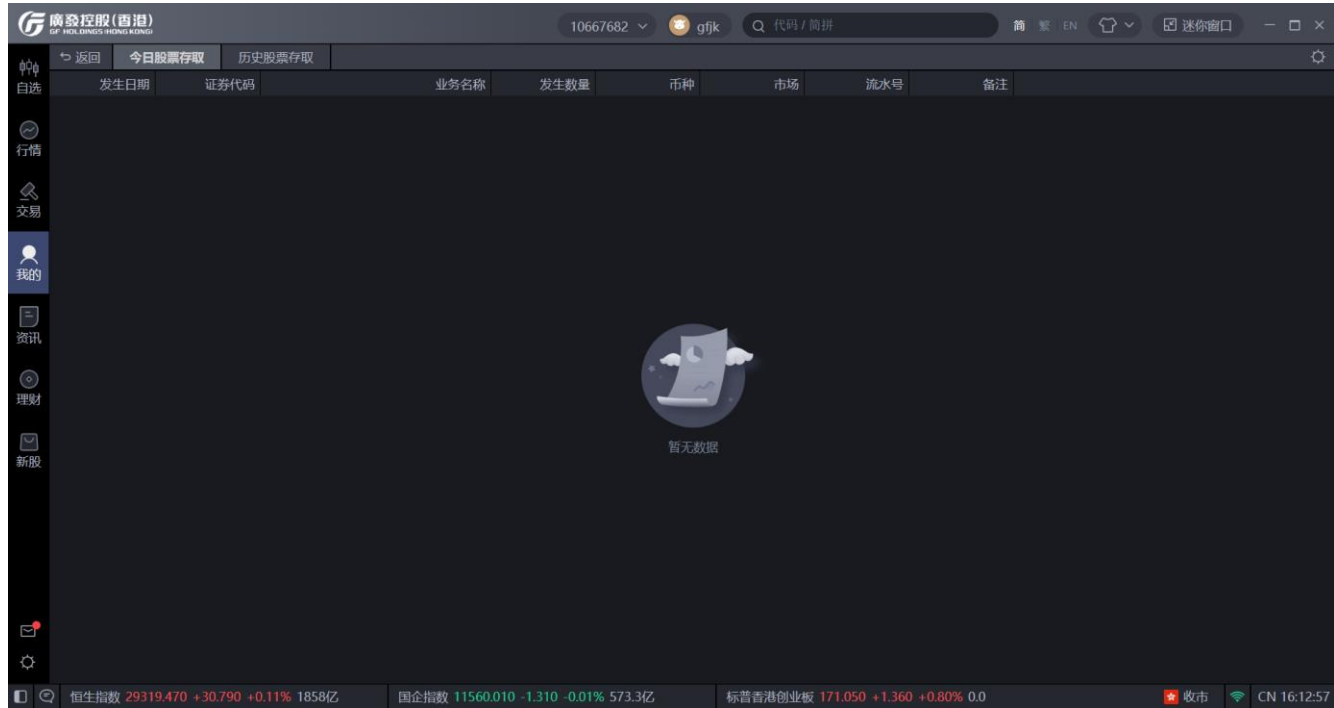 廣發控股(香港)
GF HOLDINGS (HONG KONG)
10667682
gfjk
代码 / 简拼
简 繁 EN
迷你窗口
返回 今日股票存取 历史股票存取
发生日期 证券代码 业务名称 发生数量 币种 市场 流水号 备注
自选
行情
交易
我的
资讯
理财
新股
暂无数据
恒生指数 29319.470 +30.790 +0.11% 1858亿 国企指数 11560.010 -1.310 -0.01% 573.3亿 标普香港创业板 171.050 +1.360 +0.80% 0.0 收市 CN 16:12:57